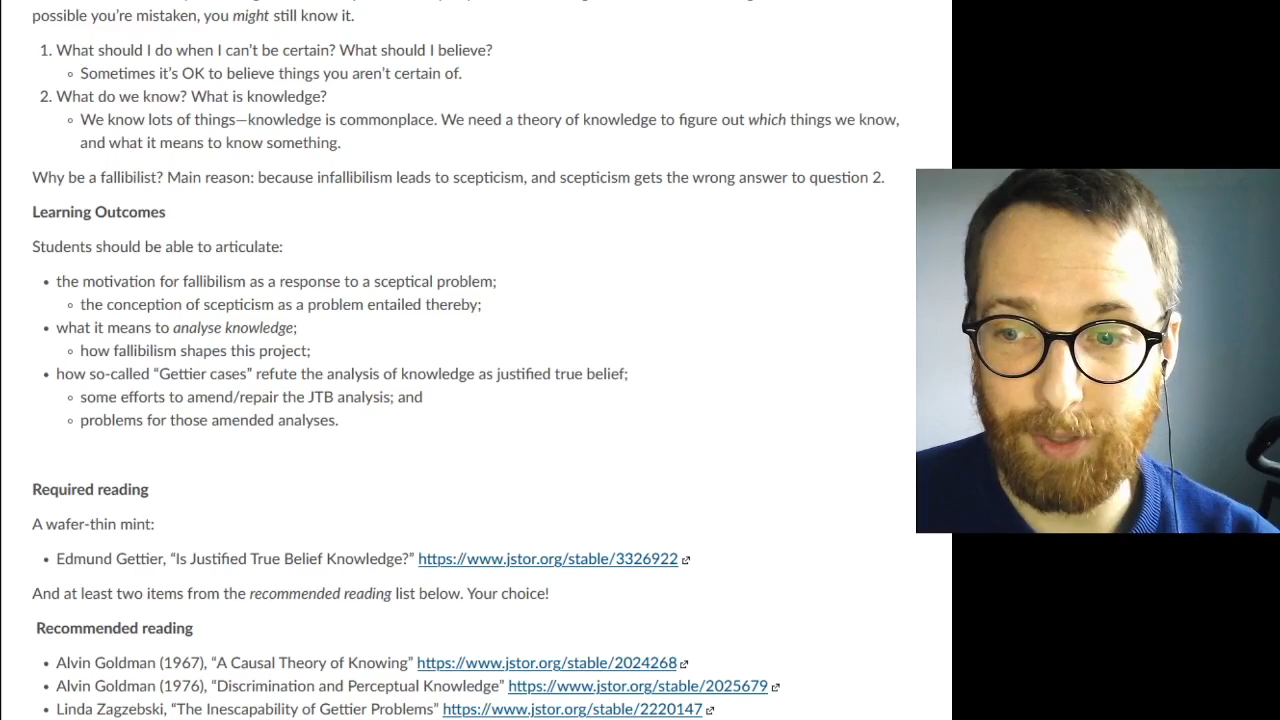 possible you're mistaken, you might still know it.
1. What should I do when I can't be certain? What should I believe?
◦ Sometimes it's OK to believe things you aren't certain of.
2. What do we know? What is knowledge?
◦ We know lots of things—knowledge is commonplace. We need a theory of knowledge to figure out which things we know,
and what it means to know something.
Why be a fallibilist? Main reason: because infallibilism leads to scepticism, and scepticism gets the wrong answer to question 2.
Learning Outcomes
Students should be able to articulate:
• the motivation for fallibilism as a response to a sceptical problem;
◦ the conception of scepticism as a problem entailed thereby;
• what it means to analyse knowledge;
◦ how fallibilism shapes this project;
• how so-called “Gettier cases” refute the analysis of knowledge as justified true belief;
◦ some efforts to amend/repair the JTB analysis; and
◦ problems for those amended analyses.
Required reading
A wafer-thin mint:
• Edmund Gettier, “Is Justified True Belief Knowledge?” https://www.jstor.org/stable/3326922
And at least two items from the recommended reading list below. Your choice!
Recommended reading
• Alvin Goldman (1967), “A Causal Theory of Knowing” https://www.jstor.org/stable/2024268
• Alvin Goldman (1976), “Discrimination and Perceptual Knowledge” https://www.jstor.org/stable/2025679
• Linda Zagzebski, “The Inescapability of Gettier Problems” https://www.jstor.org/stable/2220147